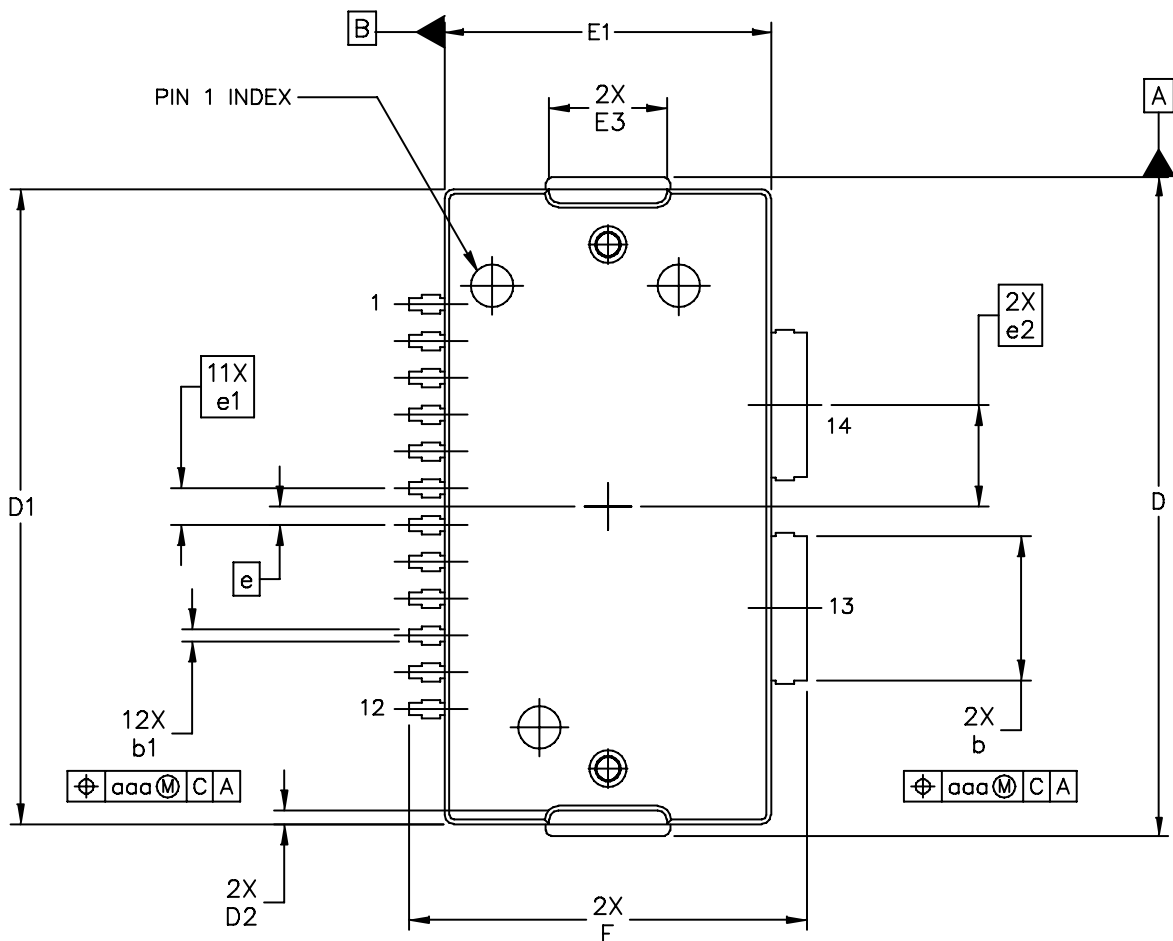 B
E1
PIN 1 INDEX
2X
E3
A
1
2X
e2
11X
e1
14
D1
D
e
13
12X
b1
12
2X
b
⌖ aaa Ⓜ C A
⌖ aaa Ⓜ C A
2X
D2
2X